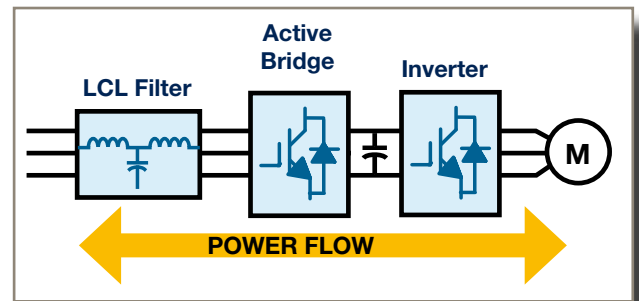 Active
Bridge
Inverter
LCL Filter
M
POWER FLOW